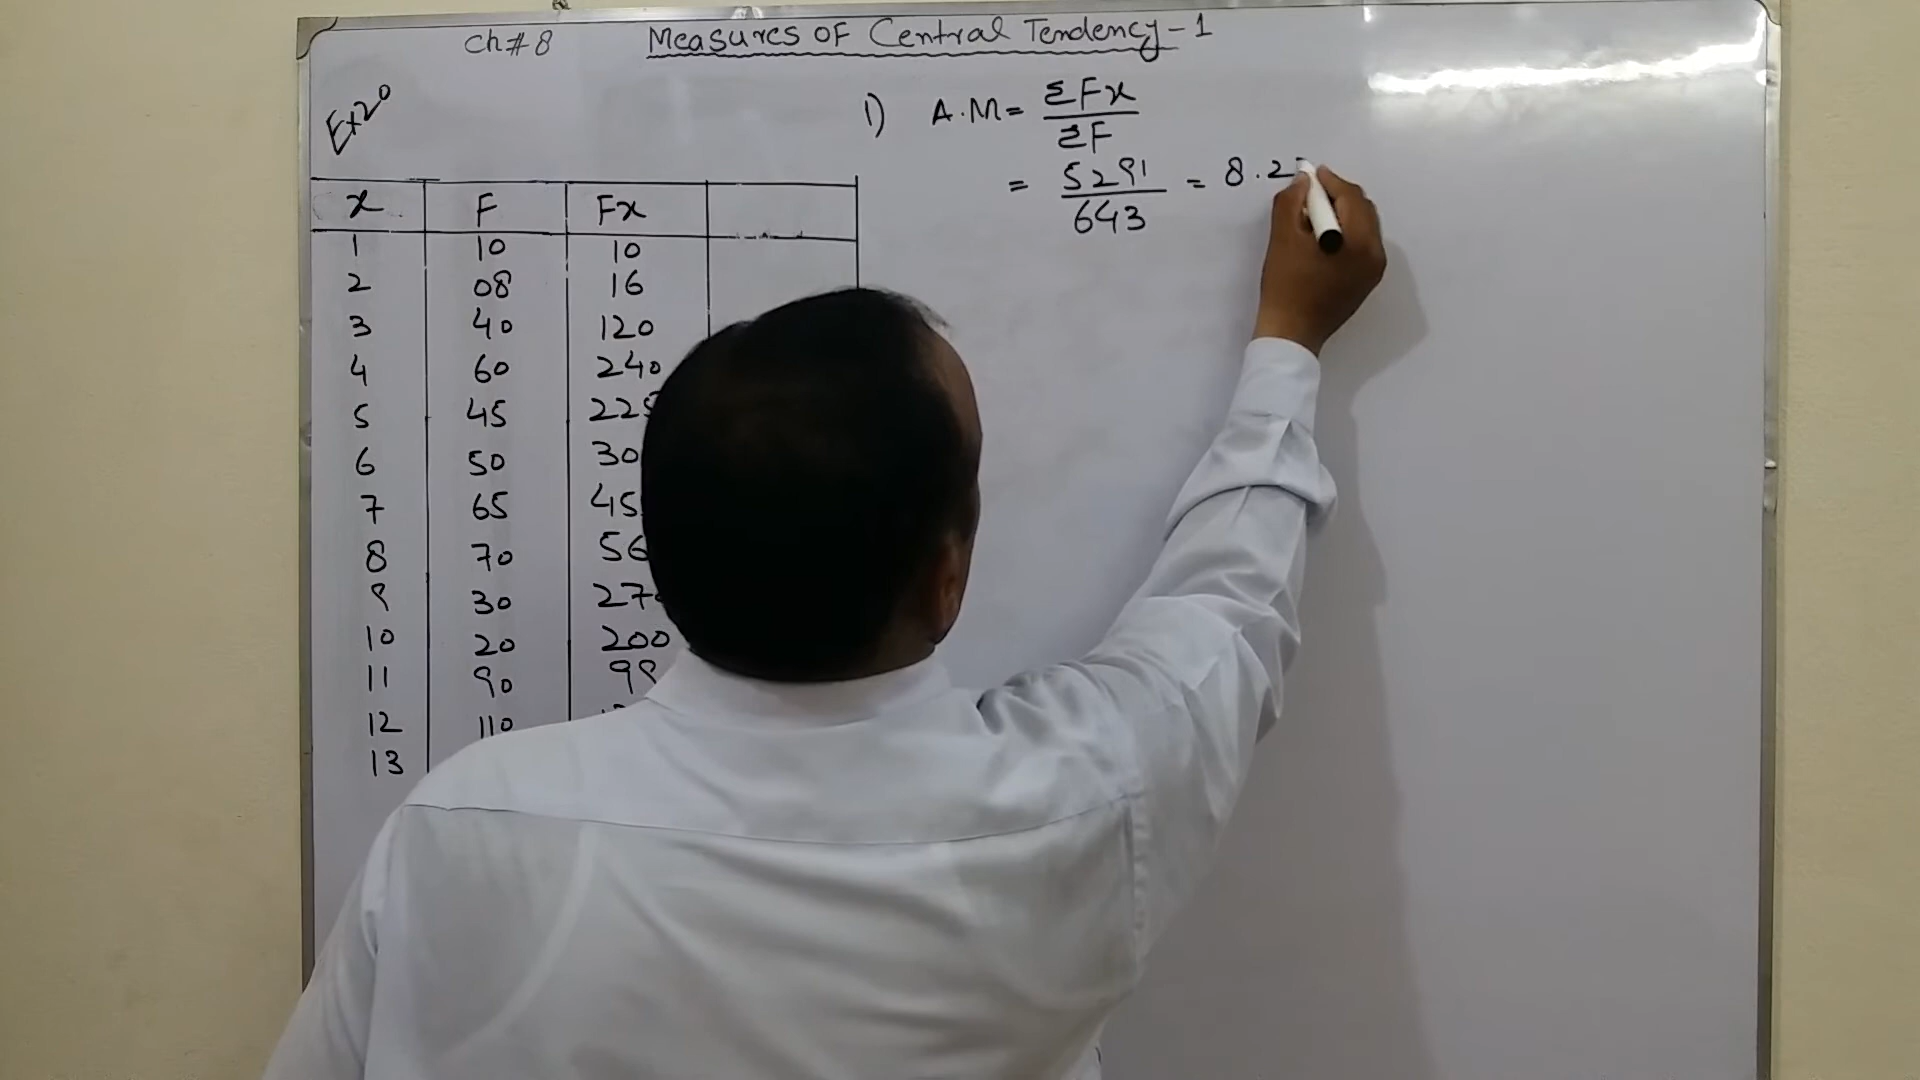 Ch#8 Measures OF Central Tendency-1
Ex2°
1) A.M = ΣFx
ΣF
= 5291 = 8.2
643
x F Fx
1 10 10
2 08 16
3 40 120
4 60 240
5 45 225
6 50 30
7 65 45
8 70 56
9 30 27
10 20 200
11 90 99
12 110
13